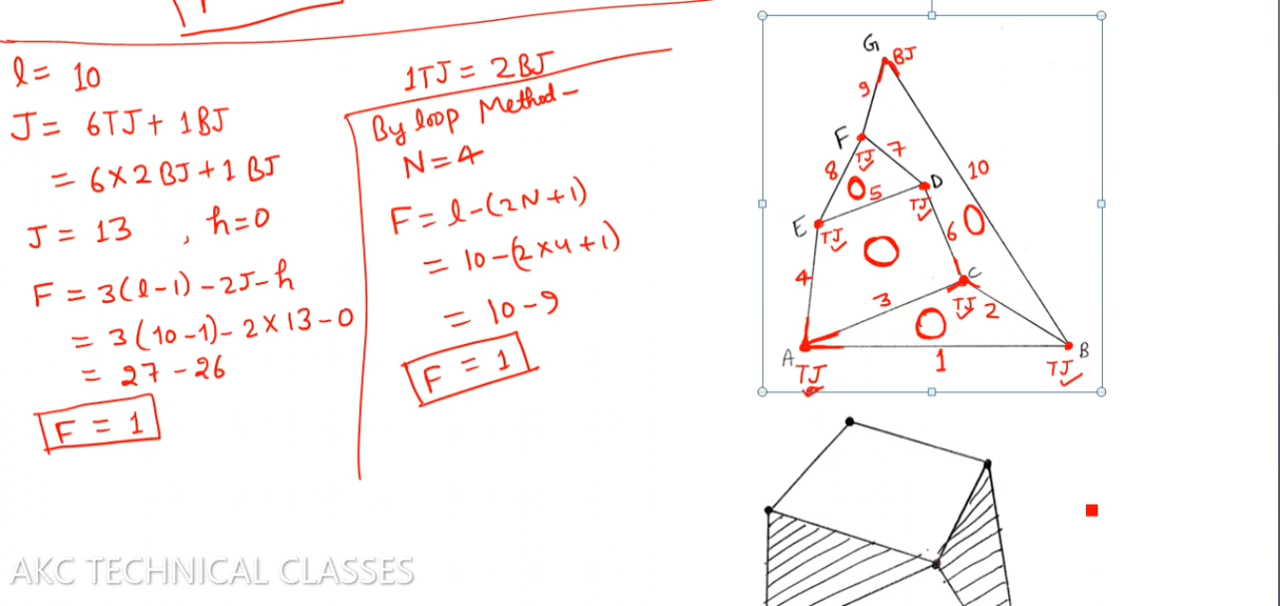 l = 10
J = 6TJ + 1BJ
= 6×2BJ + 1BJ
J = 13 , h=0
F = 3(l-1) - 2J - h
= 3(10-1) - 2×13-0
= 27 - 26
F = 1
1TJ = 2BJ
By loop Method-
N=4
F = l-(2N+1)
= 10-(2×4+1)
= 10-9
F = 1
G BJ
9
F TJ 7
8 10
5 D
TJ
E TJ 6
4 C
3 TJ 2
A 1 B
TJ TJ
AKC TECHNICAL CLASSES